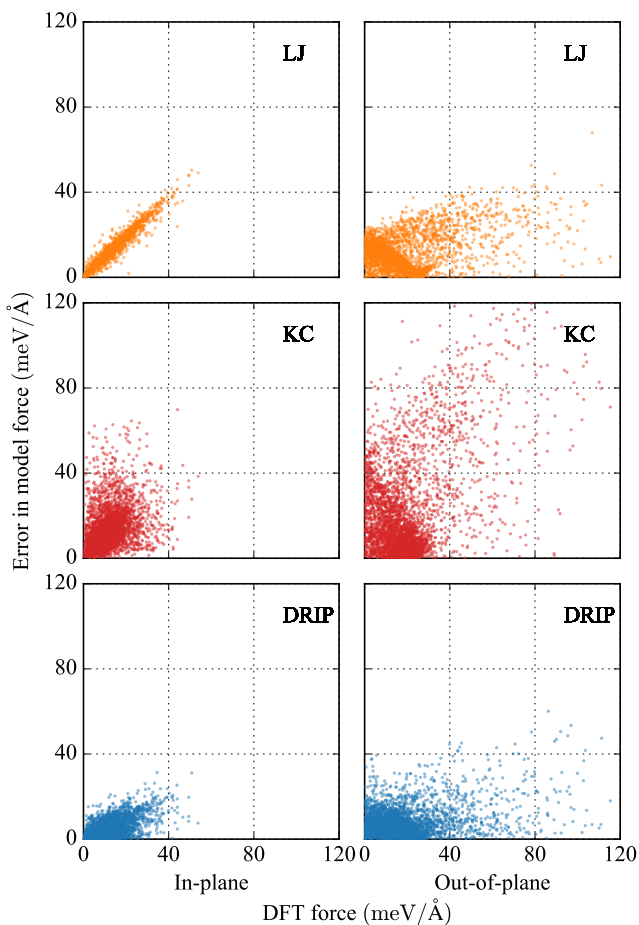 120
80
40
0
LJ
LJ
120
80
40
0
KC
KC
Error in model force (meV/Å)
120
80
40
0
DRIP
DRIP
0 40 80 120 0 40 80 120
In-plane
Out-of-plane
DFT force (meV/Å)